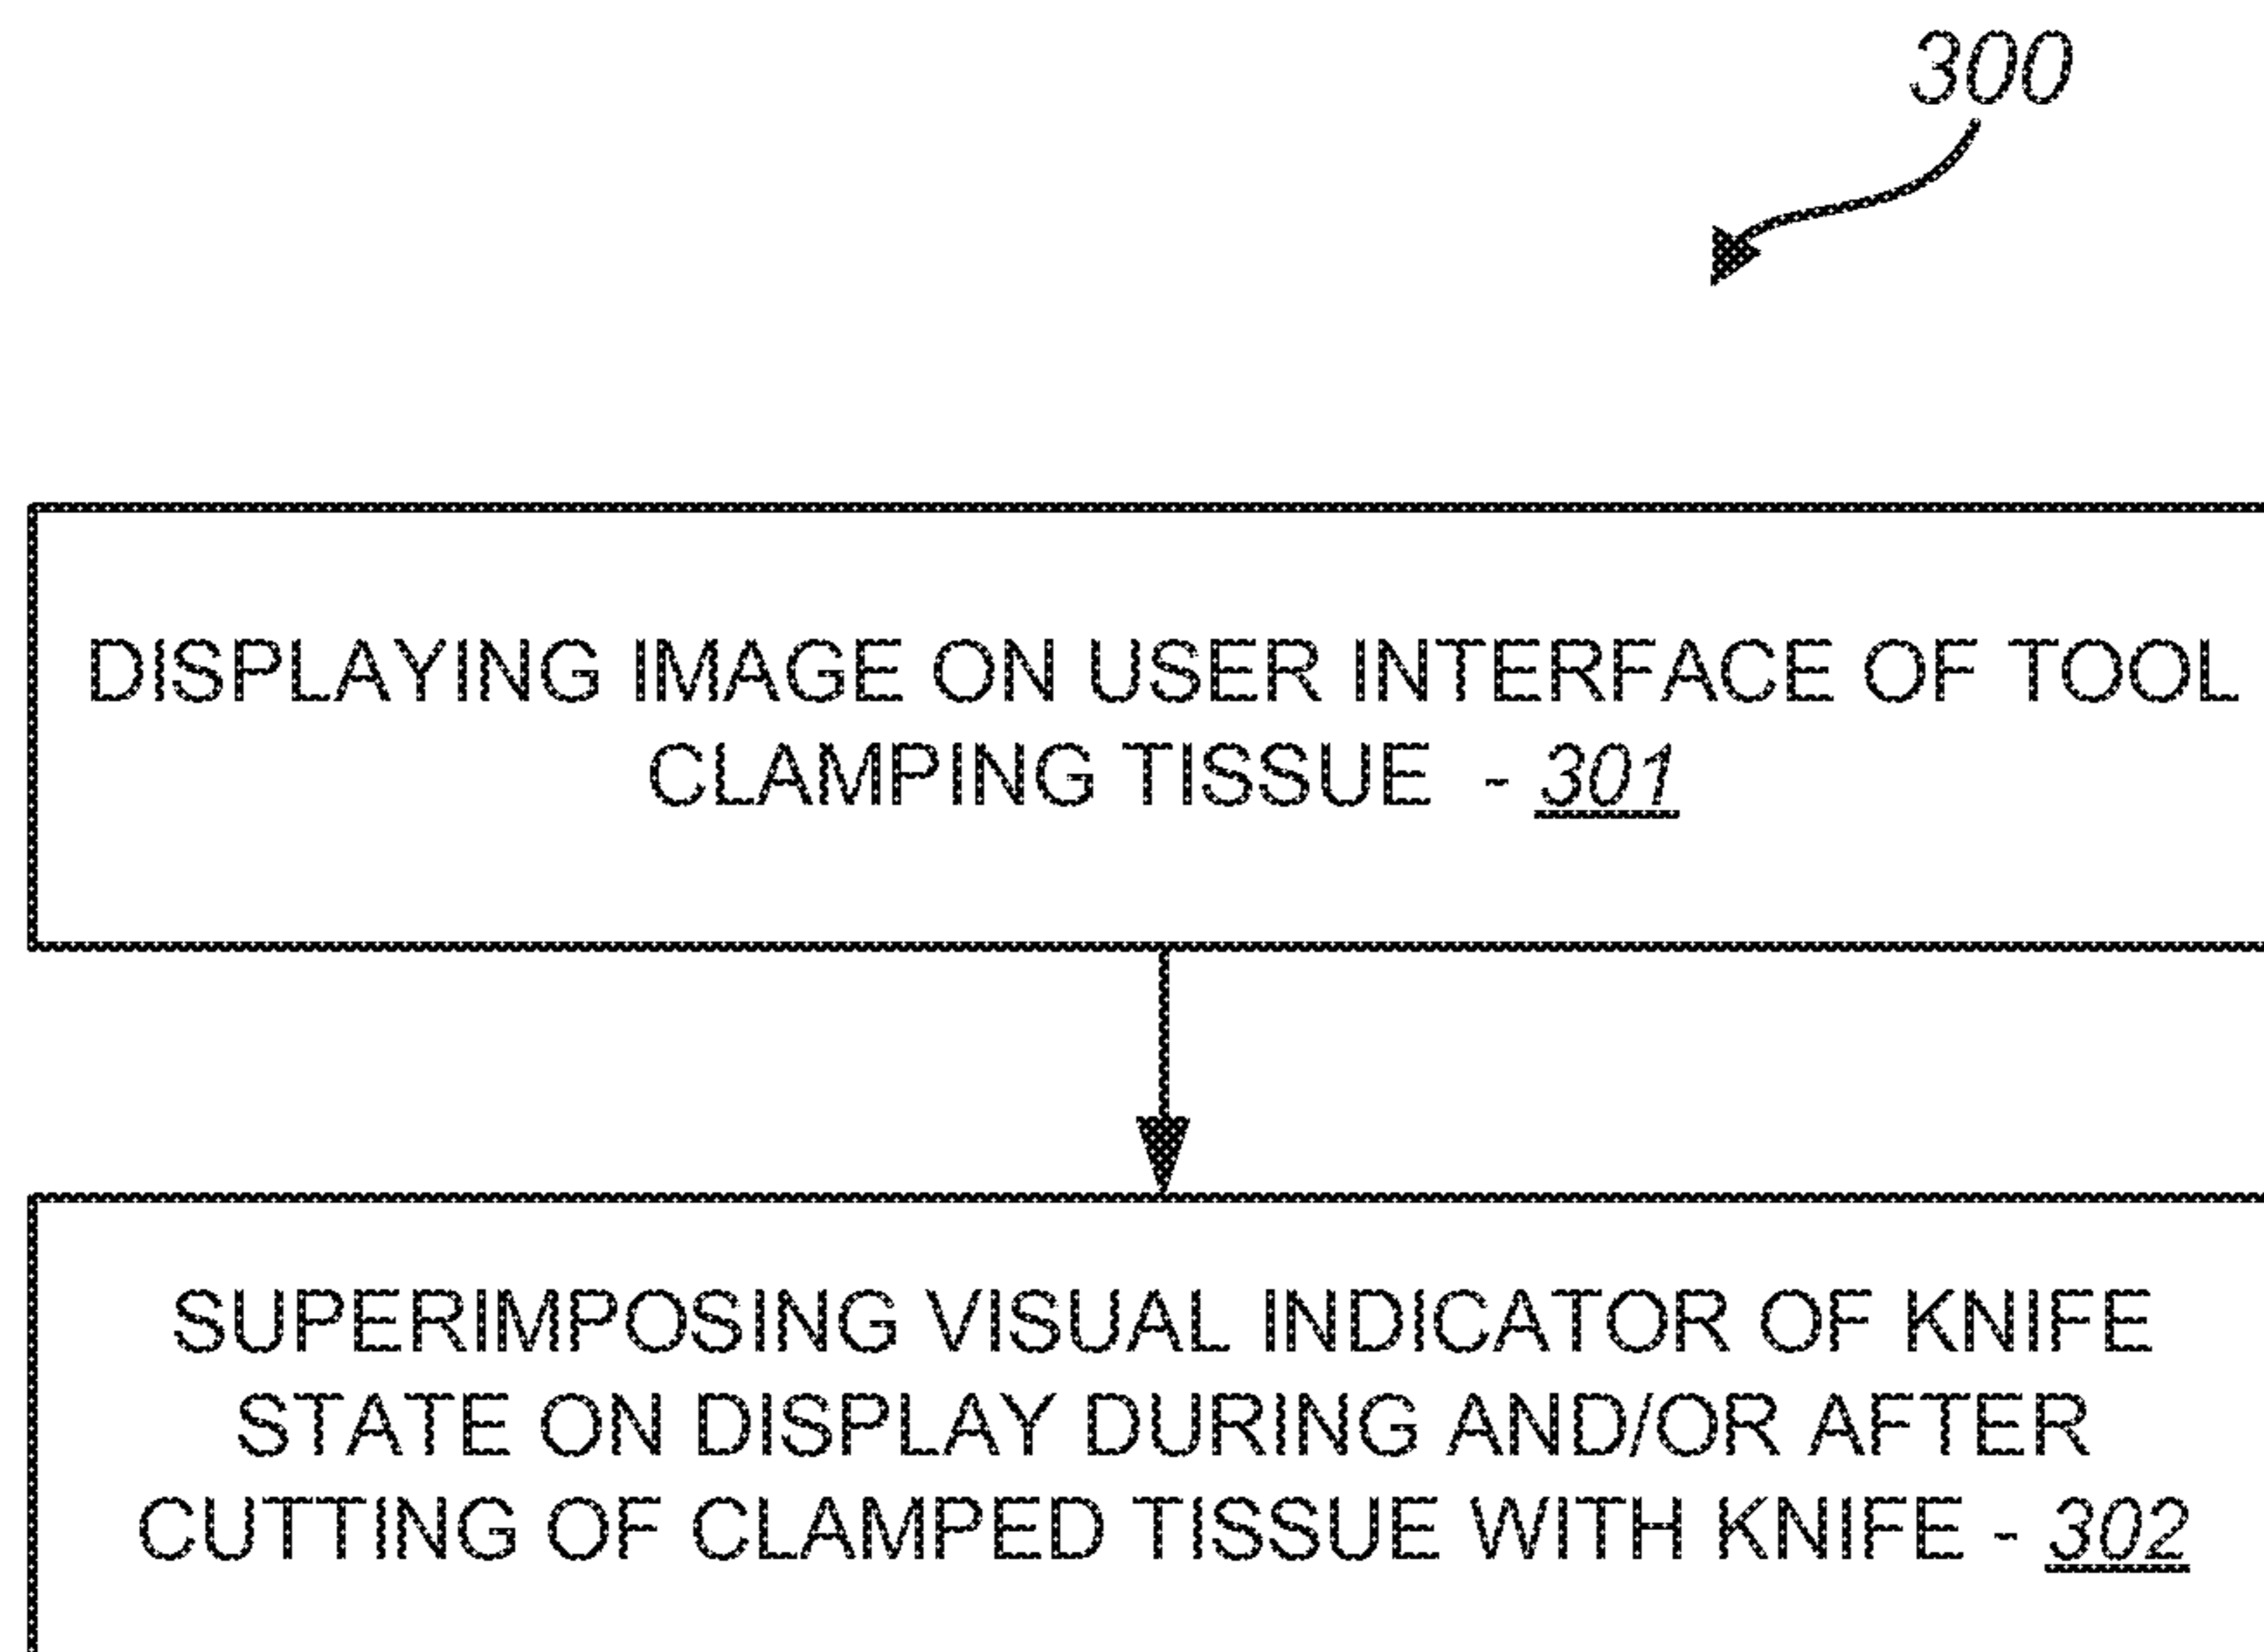 300
DISPLAYING IMAGE ON USER INTERFACE OF TOOL
CLAMPING TISSUE - 301
SUPERIMPOSING VISUAL INDICATOR OF KNIFE
STATE ON DISPLAY DURING AND/OR AFTER
CUTTING OF CLAMPED TISSUE WITH KNIFE - 302